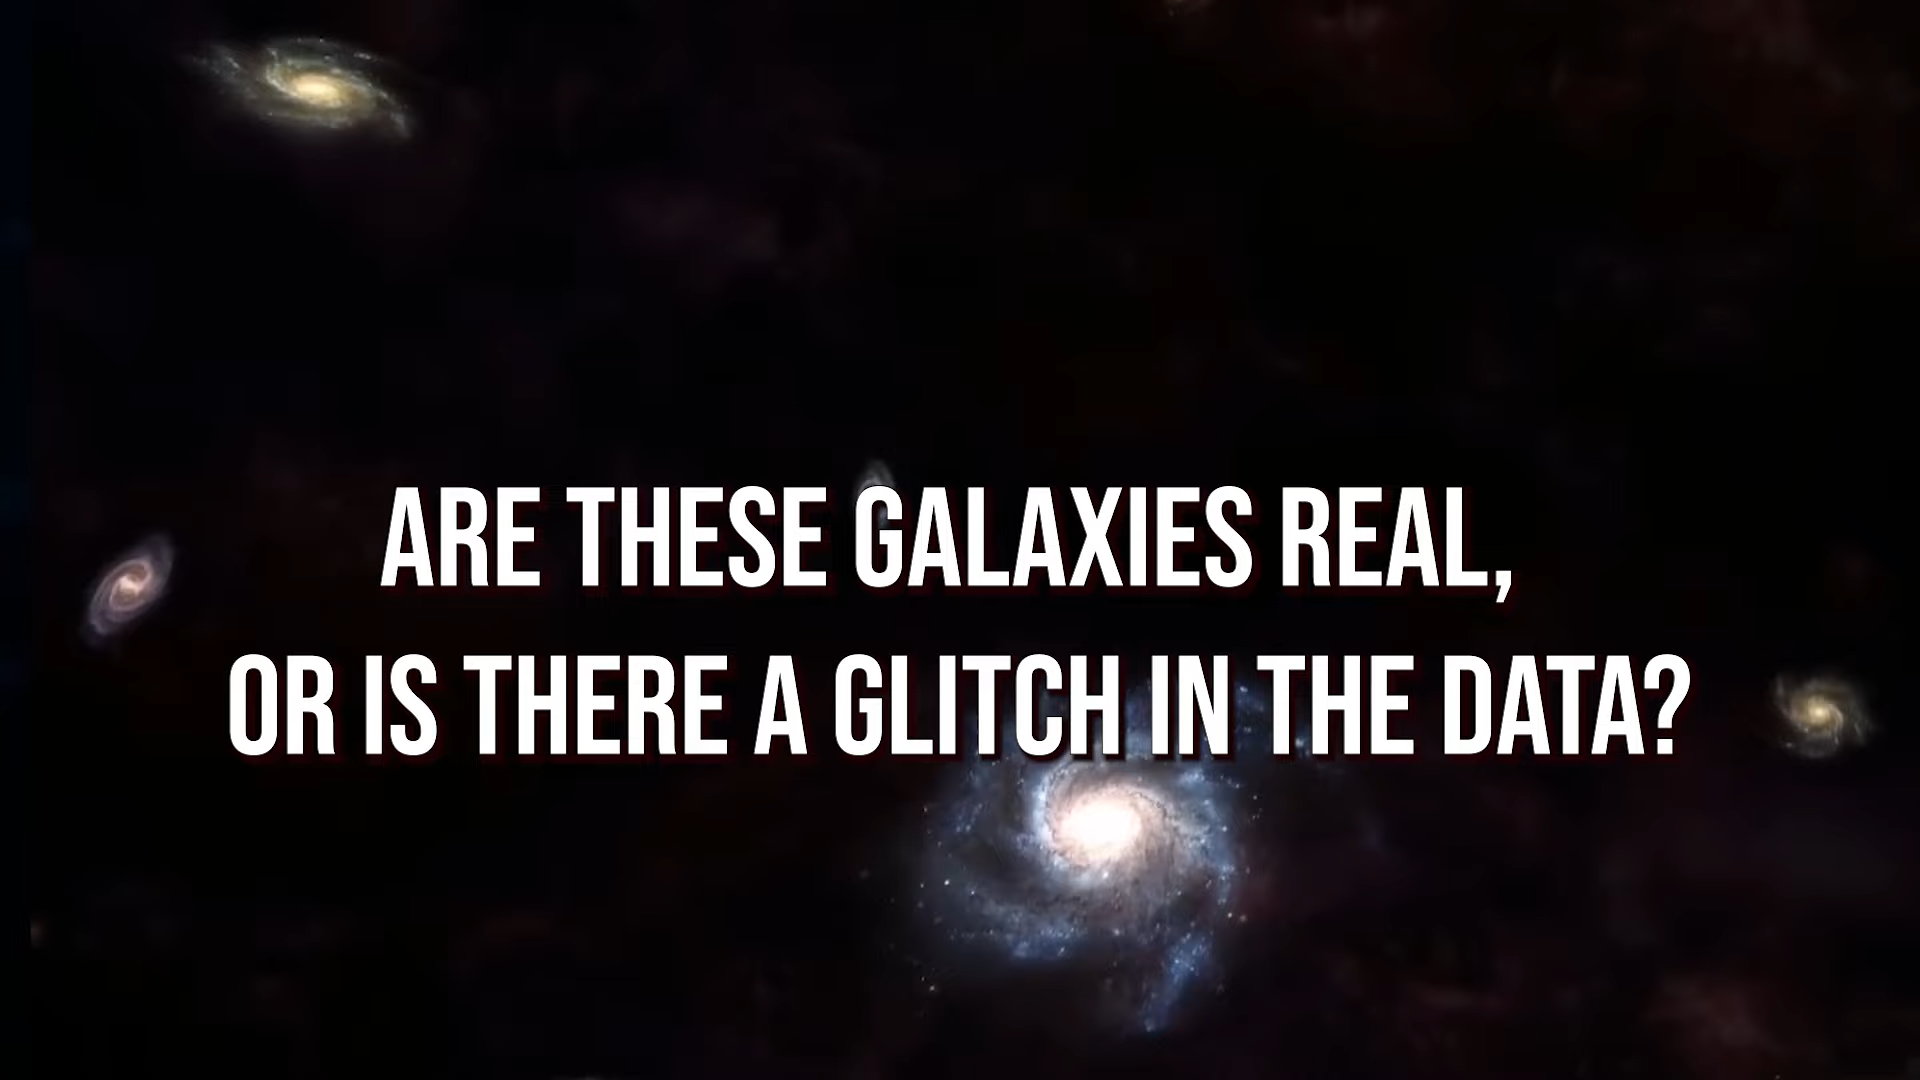 ARE THESE GALAXIES REAL,
OR IS THERE A GLITCH IN THE DATA?